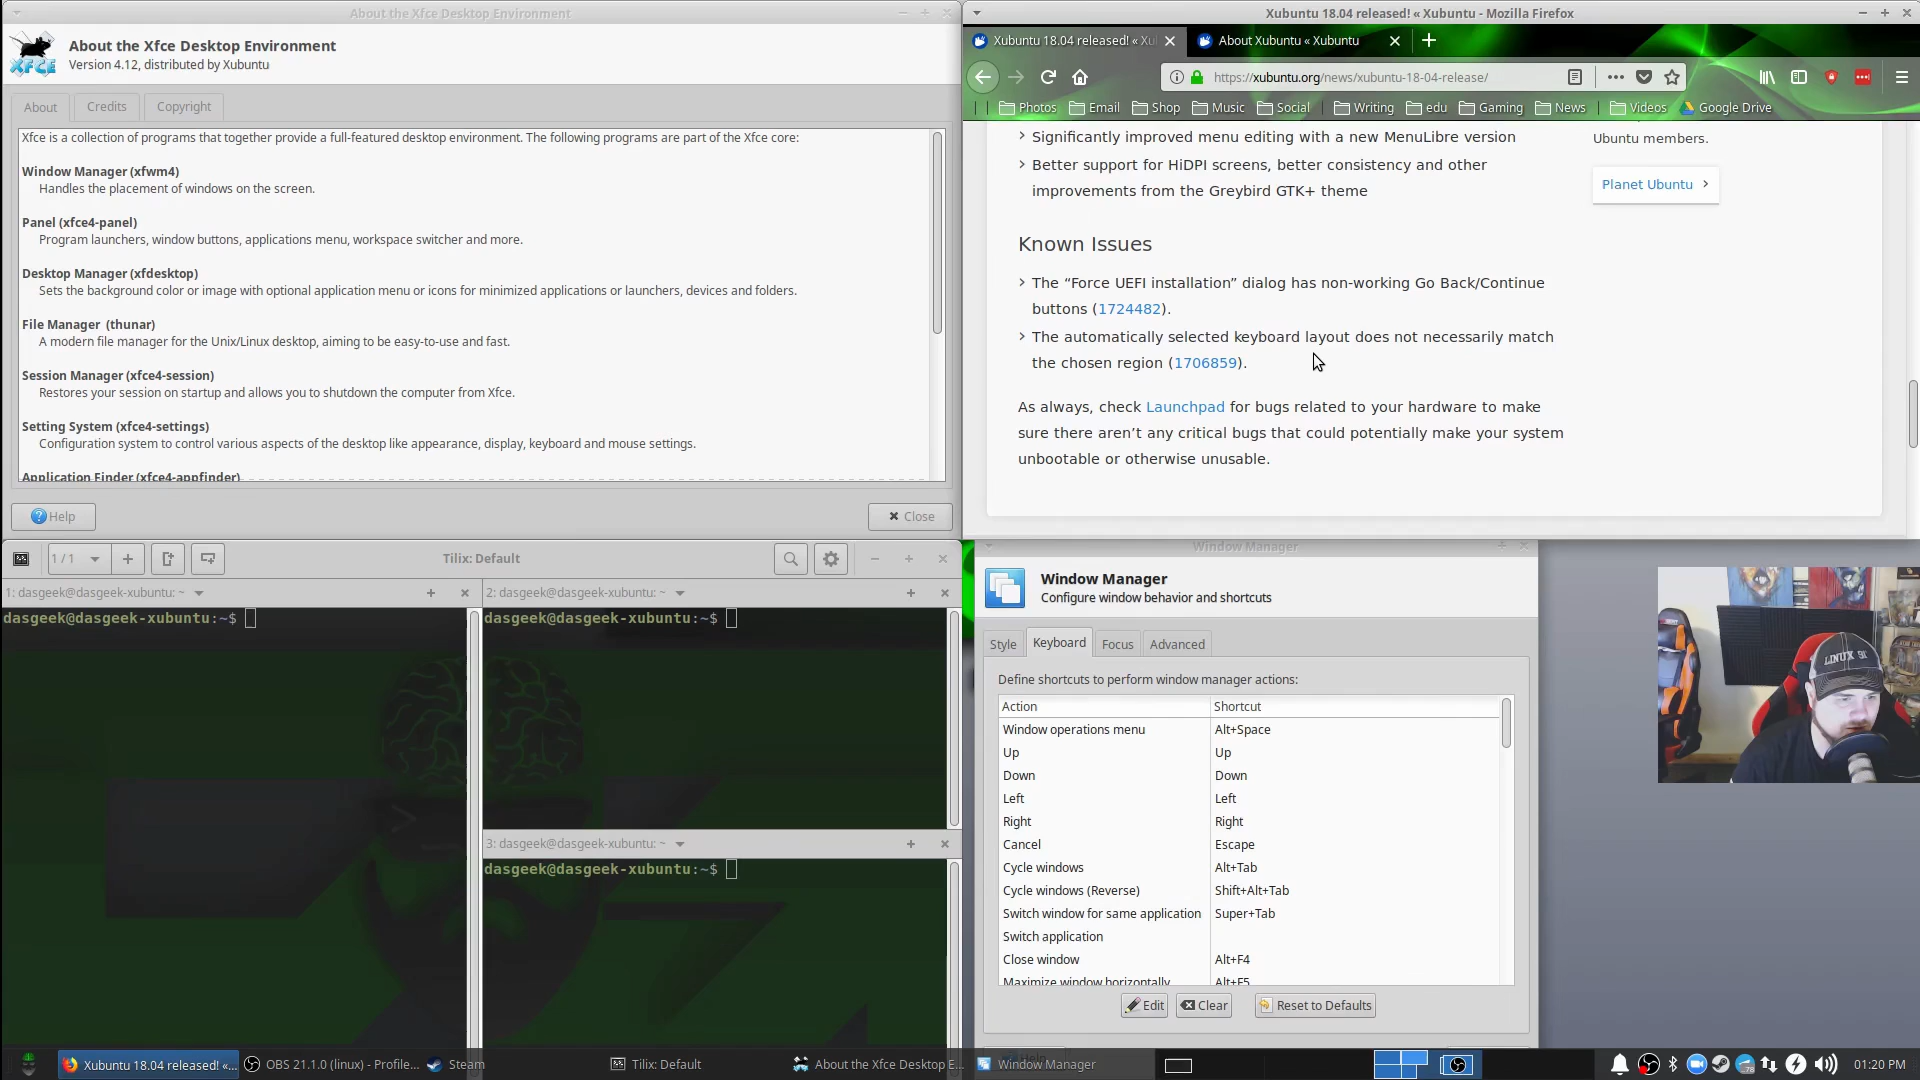 About the Xfce Desktop Environment
XFCE
About the Xfce Desktop Environment
Version 4.12, distributed by Xubuntu
About
Credits
Copyright
Xfce is a collection of programs that together provide a full-featured desktop environment. The following programs are part of the Xfce core:
Window Manager (xfwm4)
Handles the placement of windows on the screen.
Panel (xfce4-panel)
Program launchers, window buttons, applications menu, workspace switcher and more.
Desktop Manager (xfdesktop)
Sets the background color or image with optional application menu or icons for minimized applications or launchers, devices and folders.
File Manager (thunar)
A modern file manager for the Unix/Linux desktop, aiming to be easy-to-use and fast.
Session Manager (xfce4-session)
Restores your session on startup and allows you to shutdown the computer from Xfce.
Setting System (xfce4-settings)
Configuration system to control various aspects of the desktop like appearance, display, keyboard and mouse settings.
Application Finder (xfce4-appfinder)
Help
Close
Xubuntu 18.04 released! « Xubuntu - Mozilla Firefox
Xubuntu 18.04 released! « Xu
About Xubuntu « Xubuntu
https://xubuntu.org/news/xubuntu-18-04-release/
Photos
Email
Shop
Music
Social
Writing
edu
Gaming
News
Videos
Google Drive
Significantly improved menu editing with a new MenuLibre version
Better support for HiDPI screens, better consistency and other
improvements from the Greybird GTK+ theme
Ubuntu members.
Planet Ubuntu
Known Issues
The “Force UEFI installation” dialog has non-working Go Back/Continue
buttons (1724482).
The automatically selected keyboard layout does not necessarily match
the chosen region (1706859).
As always, check Launchpad for bugs related to your hardware to make
sure there aren’t any critical bugs that could potentially make your system
unbootable or otherwise unusable.
1 / 1
Tilix: Default
1: dasgeek@dasgeek-xubuntu: ~
dasgeek@dasgeek-xubuntu:~$
2: dasgeek@dasgeek-xubuntu: ~
dasgeek@dasgeek-xubuntu:~$
3: dasgeek@dasgeek-xubuntu: ~
dasgeek@dasgeek-xubuntu:~$
Window Manager
Window Manager
Configure window behavior and shortcuts
Style
Keyboard
Focus
Advanced
Define shortcuts to perform window manager actions:
Action Shortcut
Window operations menu Alt+Space
Up Up
Down Down
Left Left
Right Right
Cancel Escape
Cycle windows Alt+Tab
Cycle windows (Reverse) Shift+Alt+Tab
Switch window for same application Super+Tab
Switch application
Close window Alt+F4
Maximize window horizontally Alt+F5
Edit
Clear
Reset to Defaults
LINUX
Xubuntu 18.04 released! «...
OBS 21.1.0 (linux) - Profile...
Steam
Tilix: Default
About the Xfce Desktop E...
Window Manager
01:20 PM